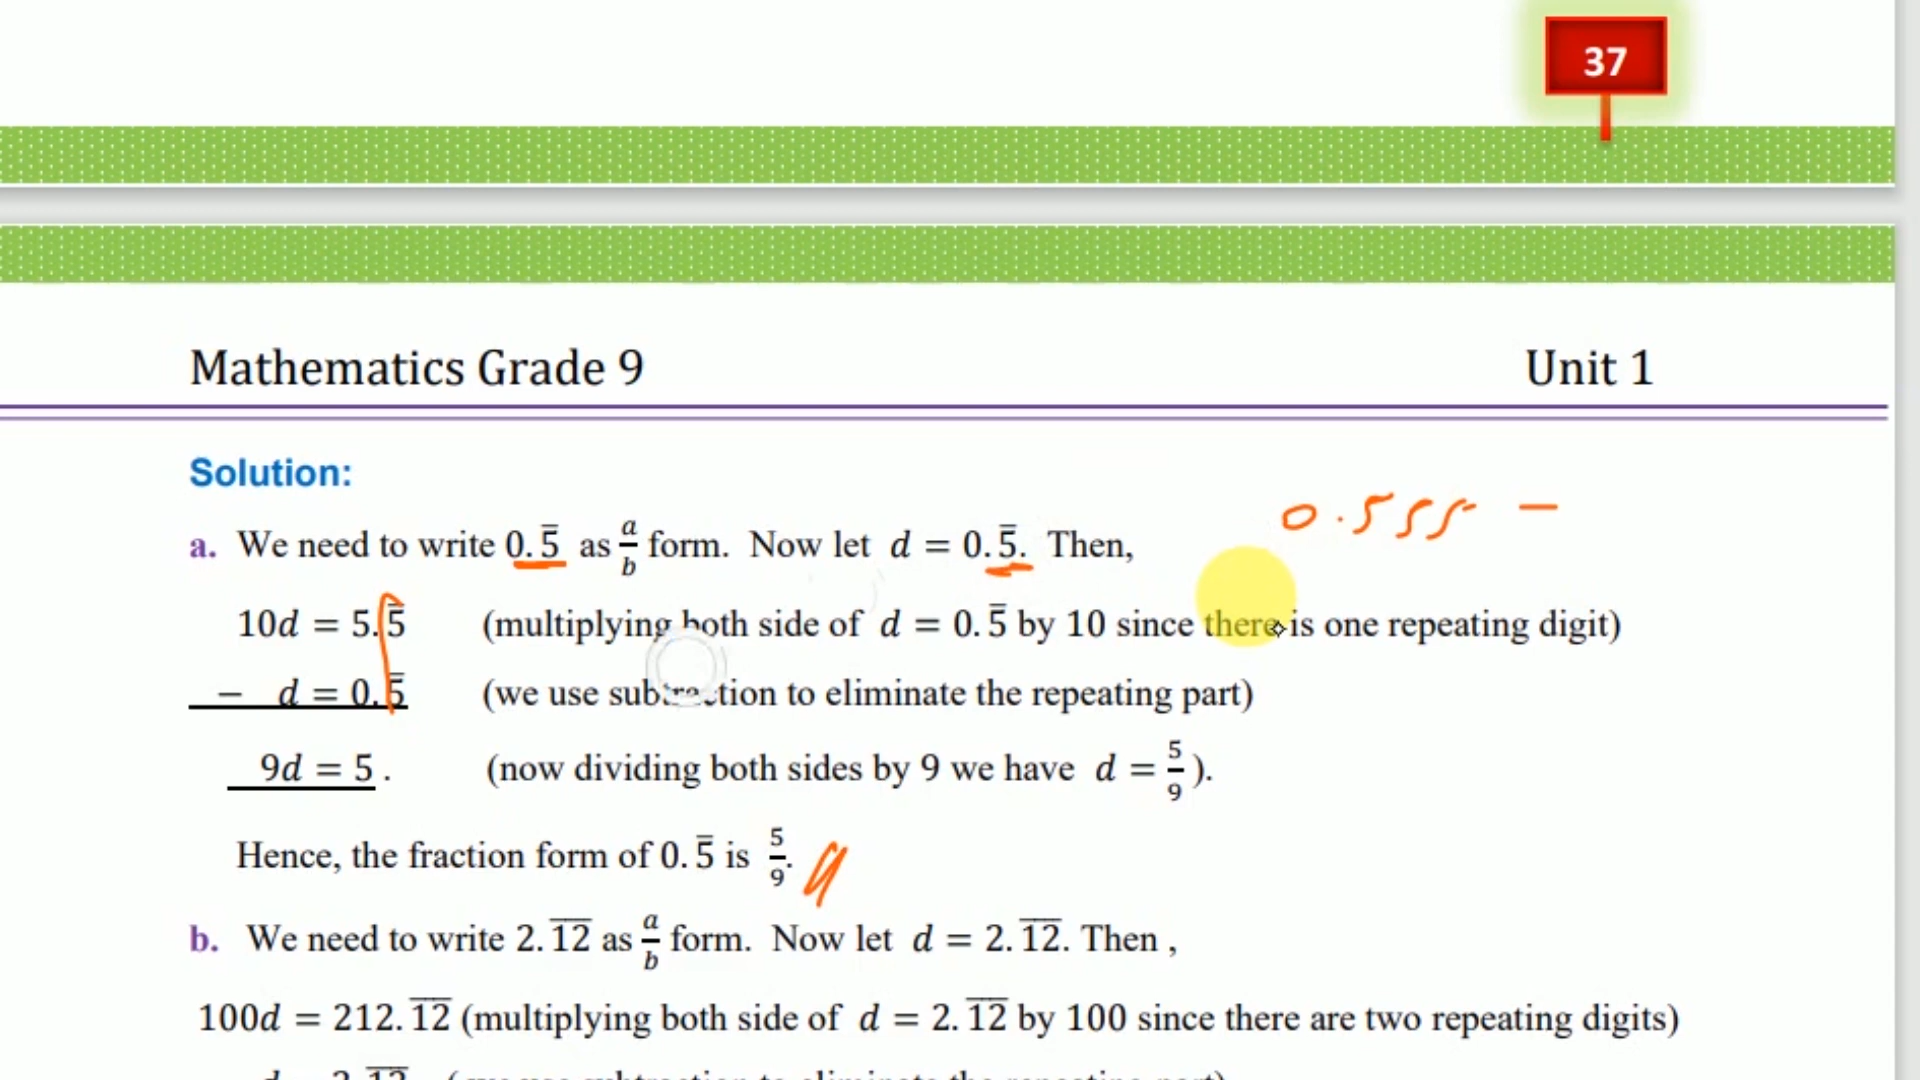 37
Mathematics Grade 9 Unit 1
Solution:
0.555 —
a. We need to write 0.5̅ as a/b form. Now let d = 0.5̅. Then,
10d = 5.5̅ (multiplying both side of d = 0.5̅ by 10 since there is one repeating digit)
− d = 0.5̅ (we use subtraction to eliminate the repeating part)
9d = 5 . (now dividing both sides by 9 we have d = 5/9 ).
Hence, the fraction form of 0.5̅ is 5/9.
b. We need to write 2.1̅2̅ as a/b form. Now let d = 2.1̅2̅. Then ,
100d = 212.1̅2̅ (multiplying both side of d = 2.1̅2̅ by 100 since there are two repeating digits)